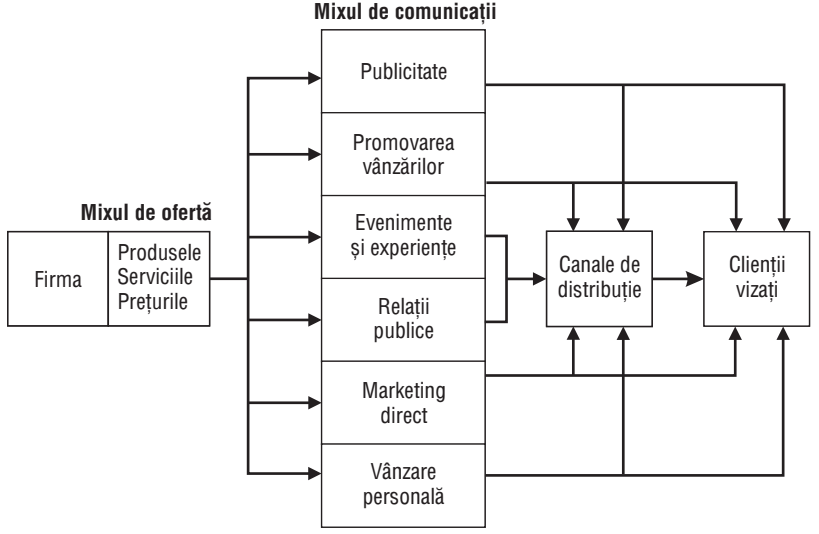 Mixul de comunicații
Publicitate
Promovarea
vânzărilor
Mixul de ofertă
Evenimente
și experiențe
Firma
Produsele
Serviciile
Prețurile
Canale de
distribuție
Clienții
vizați
Relații
publice
Marketing
direct
Vânzare
personală